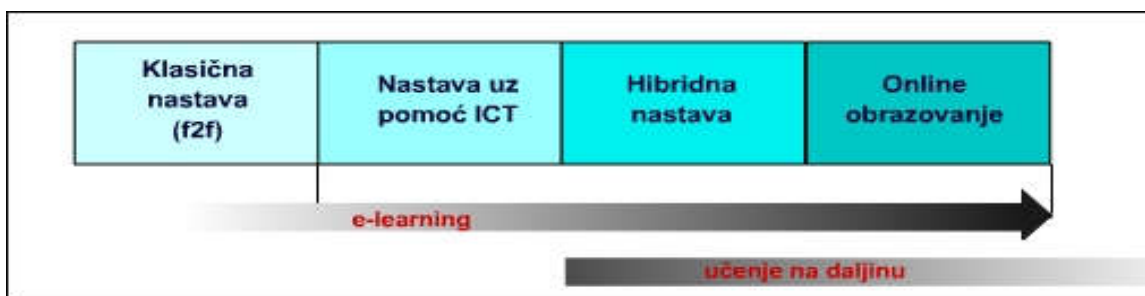 Klasična
nastava
(f2f)
Nastava uz
pomoć ICT
Hibridna
nastava
Online
obrazovanje
e-learning
učenje na daljinu